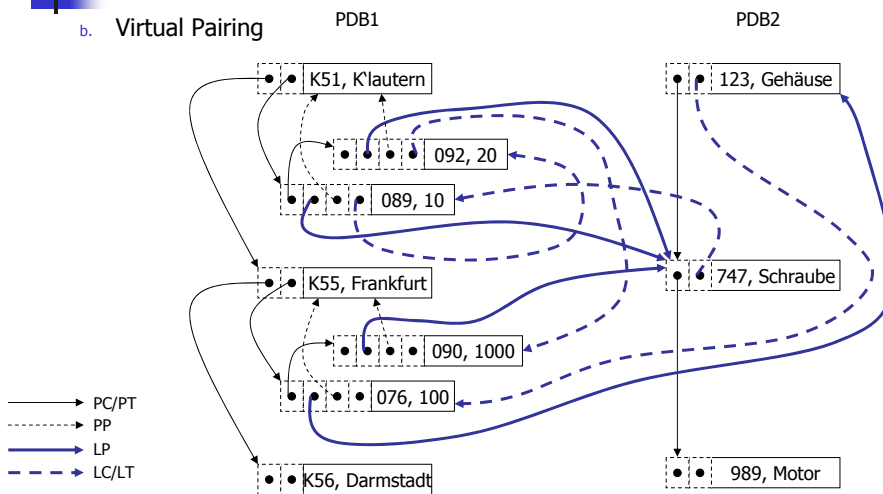 b. Virtual Pairing
PDB1
PDB2
K51, K'lautern
123, Gehäuse
092, 20
089, 10
K55, Frankfurt
747, Schraube
090, 1000
076, 100
K56, Darmstadt
989, Motor
PC/PT
PP
LP
LC/LT